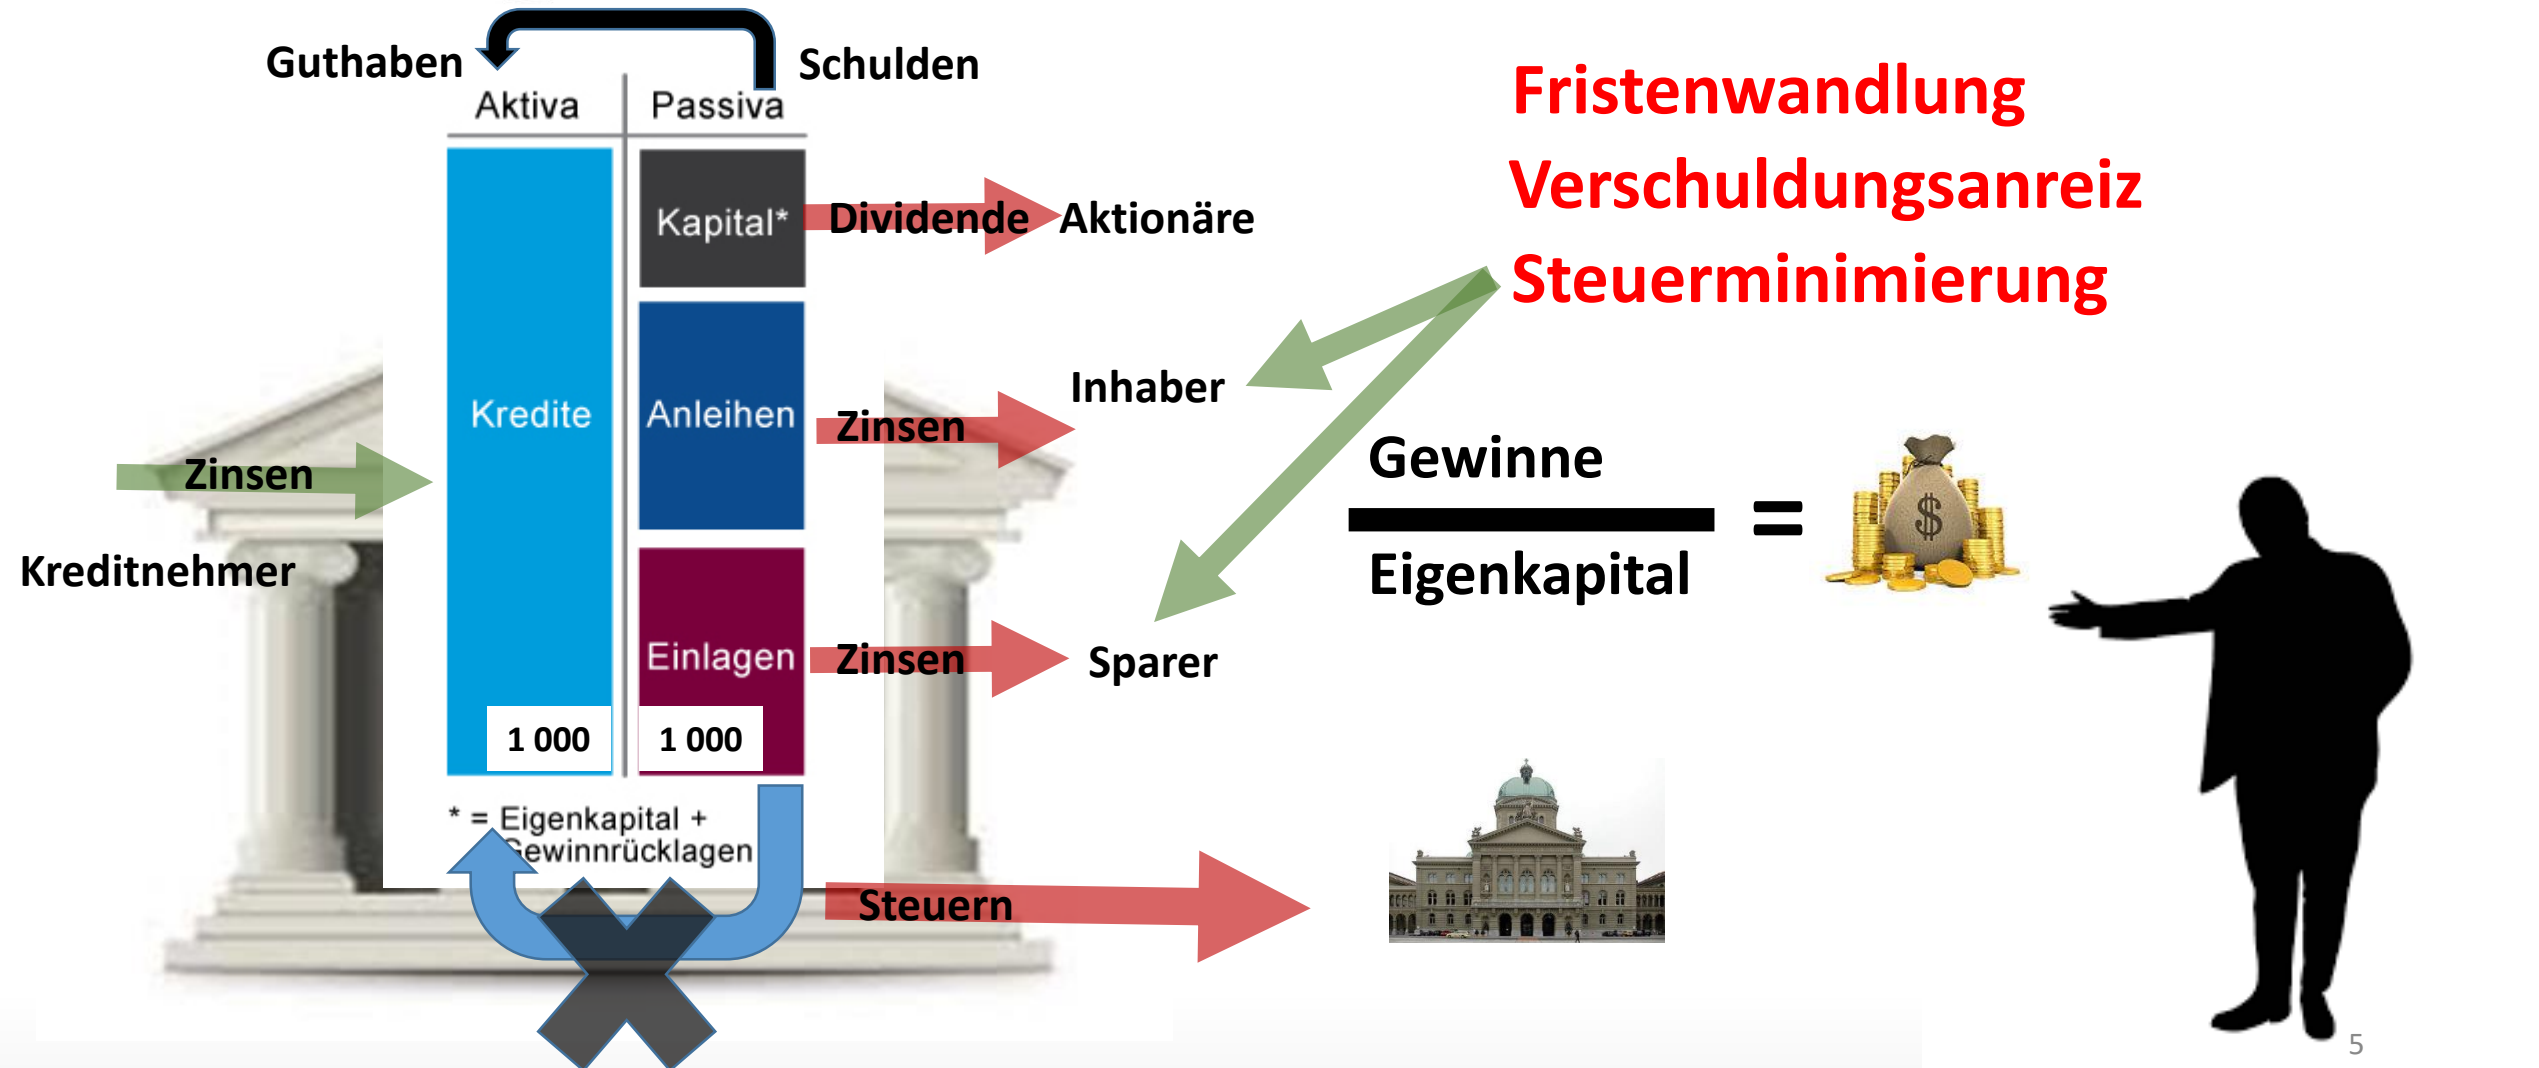 Guthaben
Schulden
Aktiva
Passiva
Kapital*
Dividende
Aktionäre
Kredite
Anleihen
Zinsen
Inhaber
Zinsen
Kreditnehmer
Einlagen
Zinsen
Sparer
1 000
1 000
* = Eigenkapital +
Gewinnrücklagen
Steuern
Fristenwandlung
Verschuldungsanreiz
Steuerminimierung
Gewinne
=
$
Eigenkapital
5